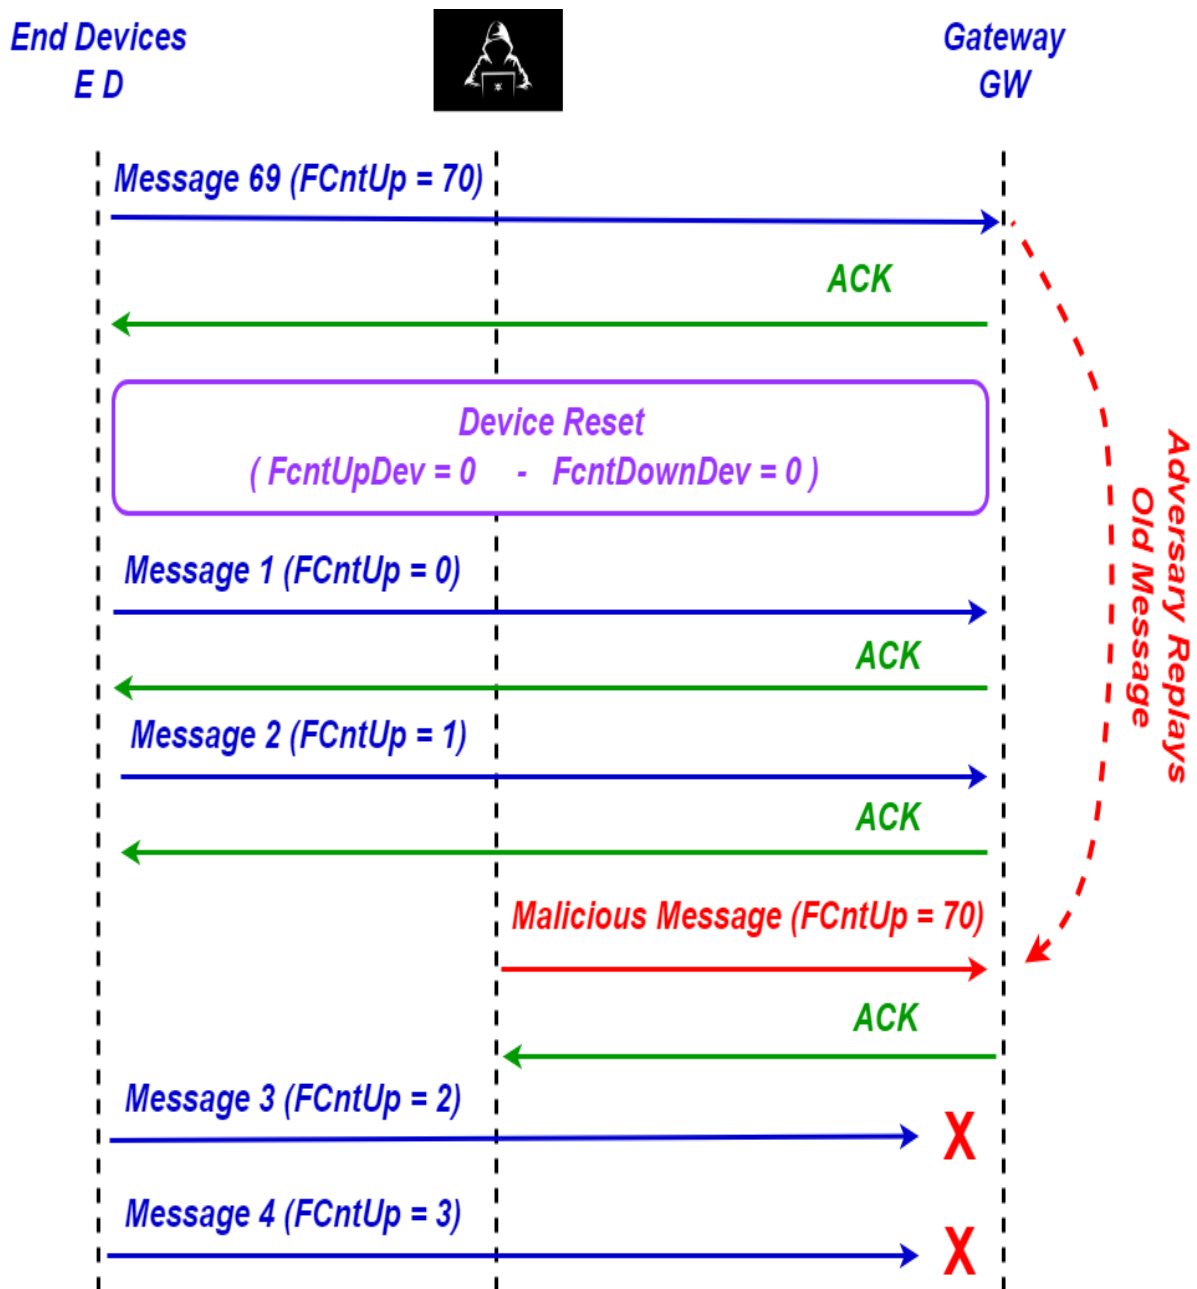 End Devices
E D
Gateway
GW
Message 69 (FCntUp = 70)
ACK
Device Reset
( FcntUpDev = 0 - FcntDownDev = 0 )
Message 1 (FCntUp = 0)
ACK
Message 2 (FCntUp = 1)
ACK
Malicious Message (FCntUp = 70)
ACK
Message 3 (FCntUp = 2)
X
Message 4 (FCntUp = 3)
X
Adversary Replays
Old Message